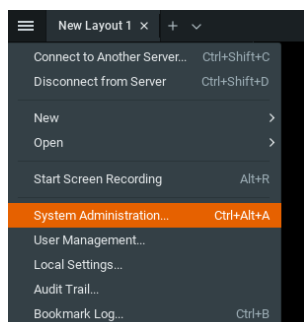 New Layout 1 × +
Connect to Another Server... Ctrl+Shift+C
Disconnect from Server Ctrl+Shift+D
New
Open
Start Screen Recording Alt+R
System Administration... Ctrl+Alt+A
User Management...
Local Settings...
Audit Trail...
Bookmark Log... Ctrl+B